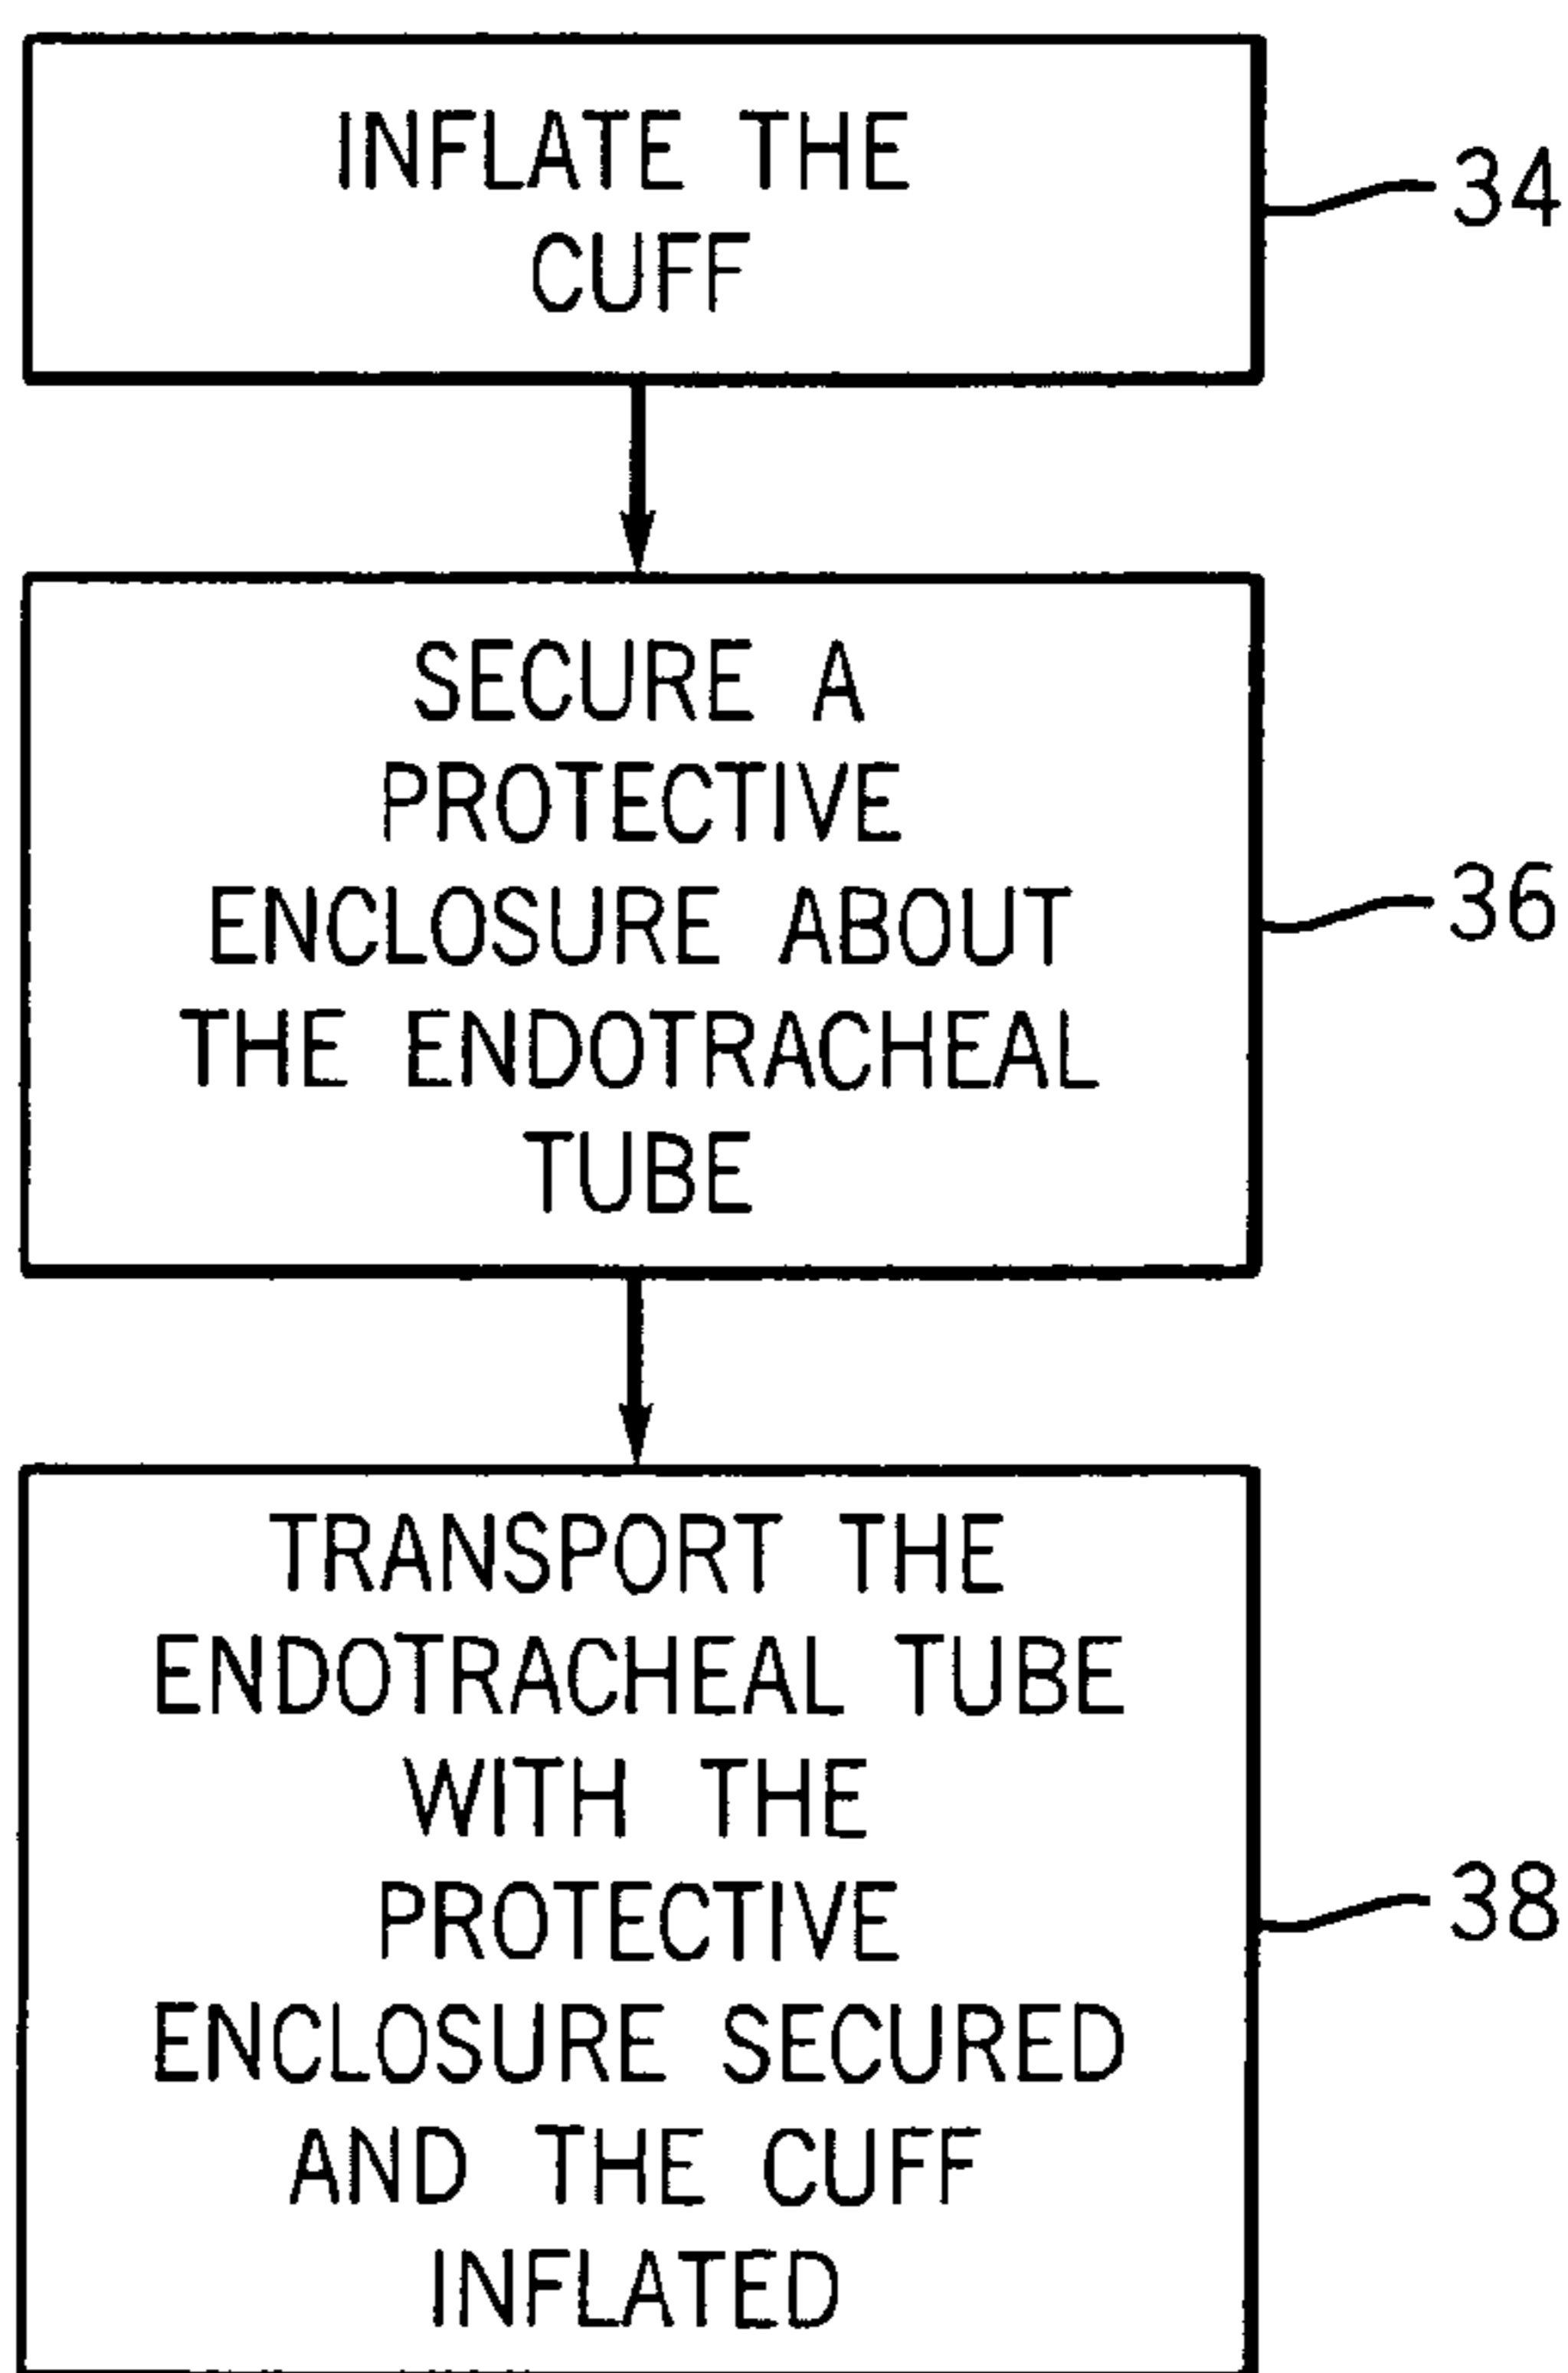 INFLATE THE
CUFF
34
SECURE A
PROTECTIVE
ENCLOSURE ABOUT
THE ENDOTRACHEAL
TUBE
36
TRANSPORT THE
ENDOTRACHEAL TUBE
WITH THE
PROTECTIVE
ENCLOSURE SECURED
AND THE CUFF
INFLATED
38